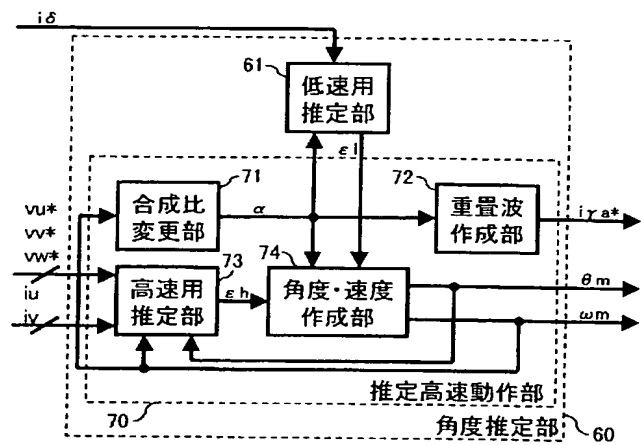 iδ
61
低速用
推定部
εl
71
合成比
変更部
α
72
重畳波
作成部
iγa*
vu*
vv*
vw*
iu
iv
73
高速用
推定部
εh
74
角度・速度
作成部
θm
ωm
推定高速動作部
70
角度推定部
60